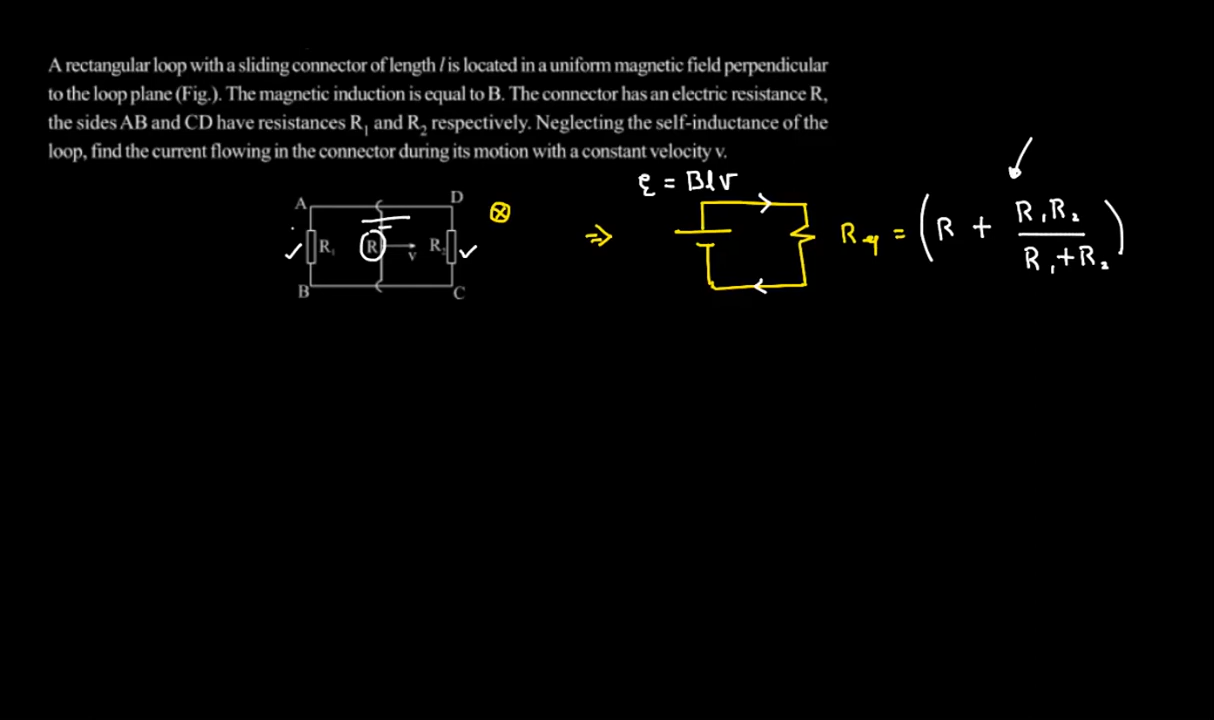 A rectangular loop with a sliding connector of length l is located in a uniform magnetic field perpendicular
to the loop plane (Fig.). The magnetic induction is equal to B. The connector has an electric resistance R,
the sides AB and CD have resistances R₁ and R₂ respectively. Neglecting the self-inductance of the
loop, find the current flowing in the connector during its motion with a constant velocity v.
ξ = Blv
A D
R₁ R v R₂
B C
⇒ R eq = (R + R₁R₂ / R₁+R₂)